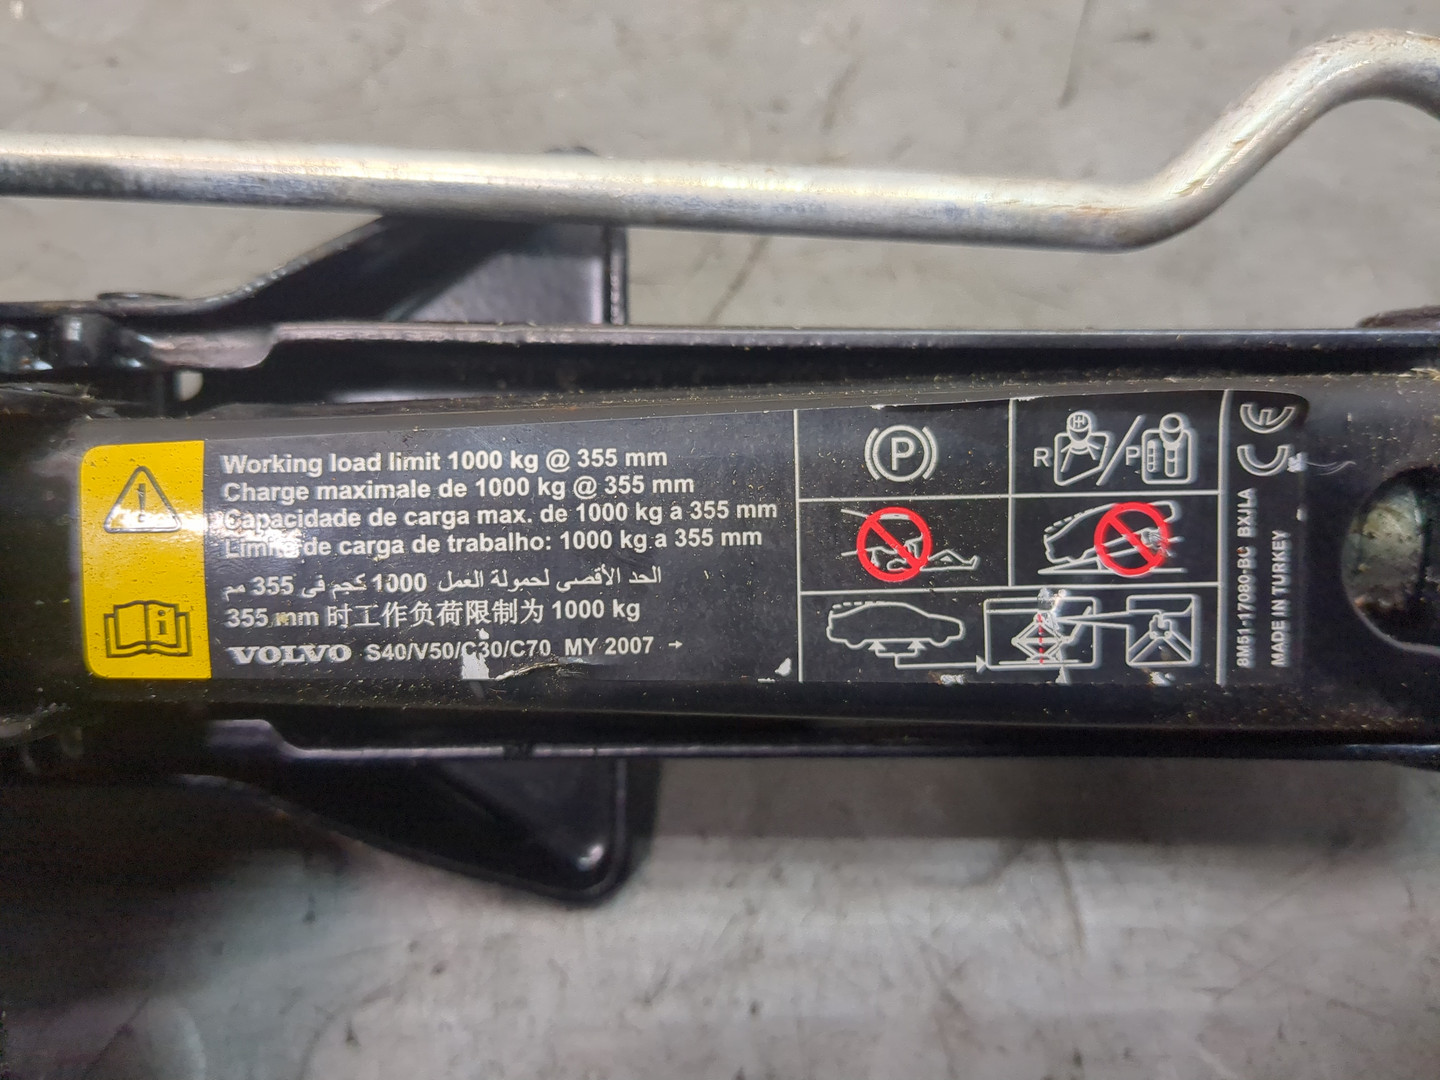 Working load limit 1000 kg @ 355 mm
Charge maximale de 1000 kg @ 355 mm
Capacidade de carga max. de 1000 kg a 355 mm
Limite de carga de trabalho: 1000 kg a 355 mm
الحد الأقصى لحمولة العمل 1000 كجم في 355 مم
355 mm 时工作负荷限制为 1000 kg
VOLVO S40/V50/C30/C70 MY 2007 →
P
R / P
CE
8M51-17080-BC BXJLA
MADE IN TURKEY